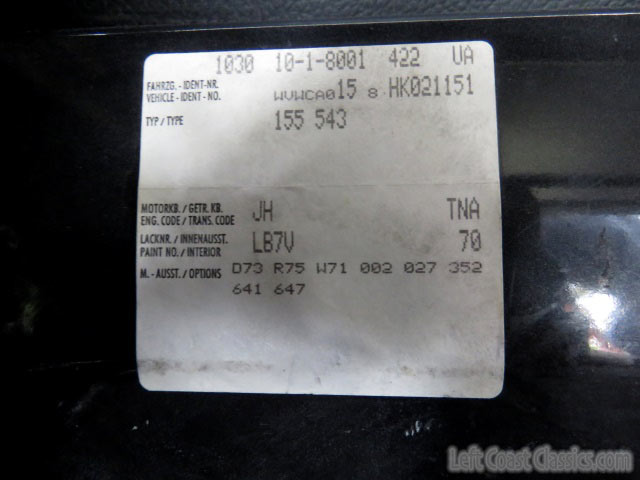 1030 10-1-8001 422 UA
FAHRZG. - IDENT-NR.
VEHICLE - IDENT - NO. WVWCA015 8 HK021151
TYP / TYPE 155 543
MOTORKB. / GETR. KB.
ENG. CODE / TRANS. CODE JH TNA
LACKNR. / INNENAUSST.
PAINT NO. / INTERIOR LB7V 70
M. - AUSST. / OPTIONS D73 R75 W71 002 027 352
641 647
Left Coast Classics.com